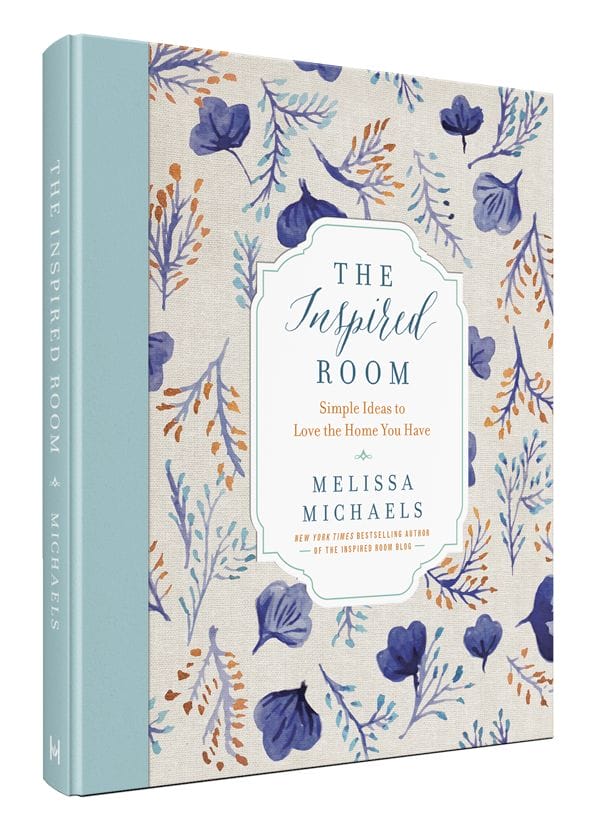 THE INSPIRED ROOM MICHAELS
THE
Inspired
ROOM
Simple Ideas to
Love the Home You Have
MELISSA
MICHAELS
NEW YORK TIMES BESTSELLING AUTHOR
OF THE INSPIRED ROOM BLOG